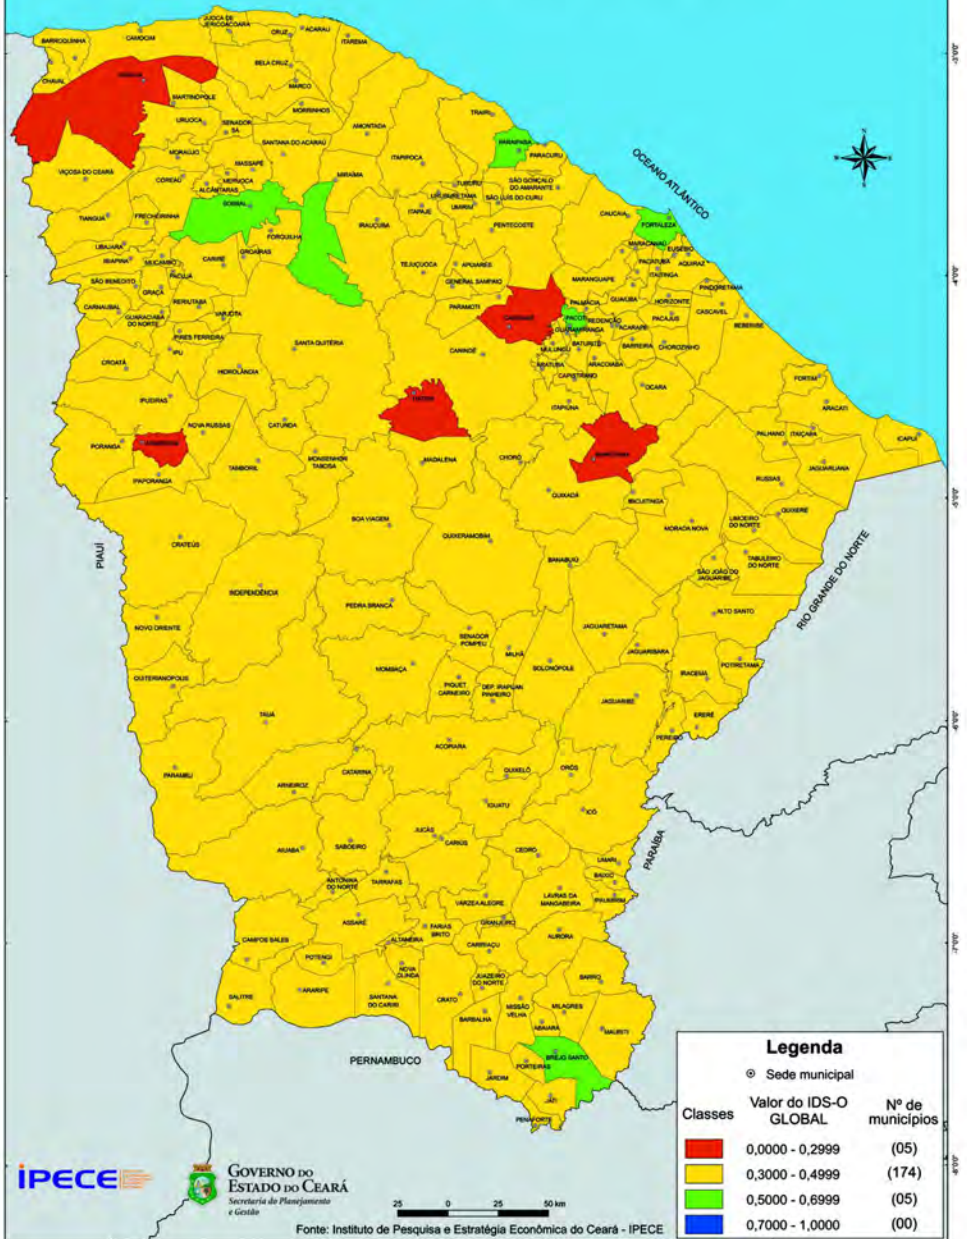 JIJOCA DE
JERICOACOARA
CRUZ
ACARAÚ
ITAREMA
BARROQUINHA
CAMOCIM
CHAVAL
BELA CRUZ
MARCO
MARTINÓPOLE
MORRINHOS
URUOCA
SENADOR
SÁ
AMONTADA
TRAIRI
SANTANA DO ACARAÚ
PARAIPABA
PARACURU
MORAÚJO
MASSAPÊ
ITAPIPOCA
VIÇOSA DO CEARÁ
COREAÚ
MERUOCA
ALCÂNTARAS
MIRAÍMA
TURURU
SÃO GONÇALO
DO AMARANTE
URUBURETAMA
UMIRIM
SÃO LUÍS DO CURU
OCEANO ATLÂNTICO
SOBRAL
ITAPAJÉ
TIANGUÁ
FRECHEIRINHA
IRAUÇUBA
CAUCAIA
FORTALEZA
FORQUILHA
PENTECOSTE
UBAJARA
MARACANAÚ
EUSÉBIO
IBIAPINA
MUCAMBO
CARIRÉ
GROAÍRAS
PACATUBA
AQUIRAZ
PACUJÁ
TEJUÇUOCA
APUIARÉS
MARANGUAPE
ITAITINGA
SÃO BENEDITO
GRAÇA
GENERAL SAMPAIO
GUAIÚBA
PINDORETAMA
CARNAUBAL
RERIUTABA
PARAMOTI
PALMÁCIA
HORIZONTE
GUARACIABA
DO NORTE
VARJOTA
CARIDADE
PACOTI
REDENÇÃO
PACAJUS
CASCAVEL
GUARAMIRANGA
ACARAPE
BEBERIBE
PIRES FERREIRA
SANTA QUITÉRIA
MULUNGU
BATURITÉ
BARREIRA
CHOROZINHO
IPU
CANINDÉ
ARATUBA
ARACOIABA
CROATÁ
HIDROLÂNDIA
CAPISTRANO
OCARA
FORTIM
IPUEIRAS
ITAPIÚNA
ARACATI
NOVA RUSSAS
CATUNDA
PORANGA
PALHANO
ITAIÇABA
ICAPUÍ
TAMBORIL
MONSENHOR
TABOSA
MADALENA
CHORÓ
JAGUARUANA
IPAPORANGA
RUSSAS
QUIXADÁ
IBICUITINGA
BOA VIAGEM
MORADA NOVA
LIMOEIRO
DO NORTE
QUIXERÉ
CRATEÚS
QUIXERAMOBIM
PIAUÍ
BANABUIÚ
SÃO JOÃO DO
JAGUARIBE
TABULEIRO
DO NORTE
RIO GRANDE DO NORTE
INDEPENDÊNCIA
PEDRA BRANCA
ALTO SANTO
NOVO ORIENTE
SENADOR
POMPEU
JAGUARETAMA
MILHÃ
JAGUARIBARA
MOMBAÇA
SOLONÓPOLE
POTIRETAMA
QUITERIANÓPOLIS
PIQUET
CARNEIRO
DEP. IRAPUAN
PINHEIRO
IRACEMA
JAGUARIBE
TAUÁ
ERERÉ
PEREIRO
ACOPIARA
PARAMBU
CATARINA
QUIXELÔ
ORÓS
ARNEIROZ
IGUATU
ICÓ
JUCÁS
CARIÚS
PARAÍBA
AIUABA
SABOEIRO
CEDRO
UMARI
BAIXIO
ANTONINA
DO NORTE
TARRAFAS
LAVRAS DA
MANGABEIRA
VÁRZEA ALEGRE
ASSARÉ
GRANJEIRO
FARIAS
BRITO
AURORA
CAMPOS SALES
ALTANEIRA
CARIRIAÇU
POTENGI
NOVA
OLINDA
JUAZEIRO
DO NORTE
BARRO
SALITRE
ARARIPE
SANTANA
DO CARIRI
CRATO
MISSÃO
VELHA
MILAGRES
BARBALHA
ABAIARA
MAURITI
PERNAMBUCO
BREJO SANTO
PORTEIRAS
JARDIM
JATI
PENAFORTE
Legenda
Sede municipal
Classes
Valor do IDS-O
GLOBAL
Nº de
municípios
0,0000 - 0,2999
(05)
0,3000 - 0,4999
(174)
0,5000 - 0,6999
(05)
0,7000 - 1,0000
(00)
IPECE
GOVERNO DO
ESTADO DO CEARÁ
Secretaria do Planejamento
e Gestão
25 0 25 50 km
Fonte: Instituto de Pesquisa e Estratégia Econômica do Ceará - IPECE